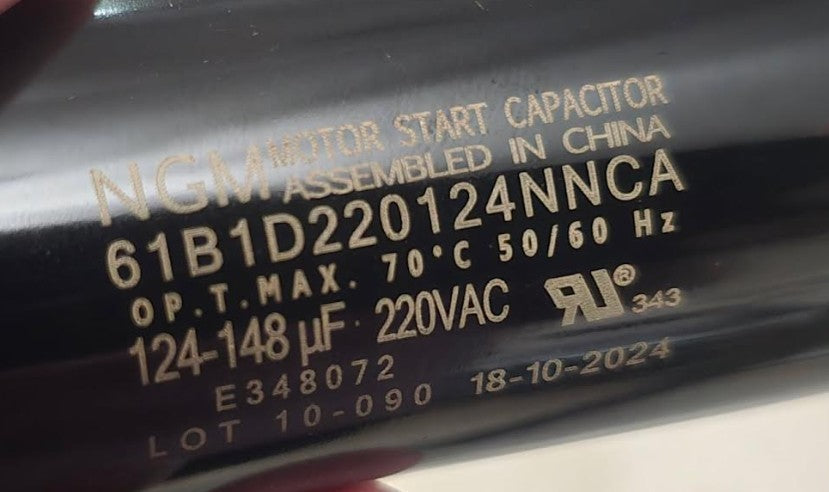 NGM MOTOR START CAPACITOR
ASSEMBLED IN CHINA
61B1D220124NNCA
OP.T.MAX. 70°C 50/60 Hz
124-148 µF 220VAC RU® 343
E348072
LOT 10-090 18-10-2024